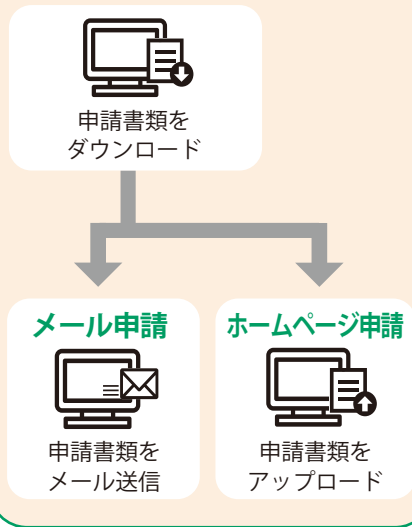 申請書類を
ダウンロード
メール申請
申請書類を
メール送信
ホームページ申請
申請書類を
アップロード